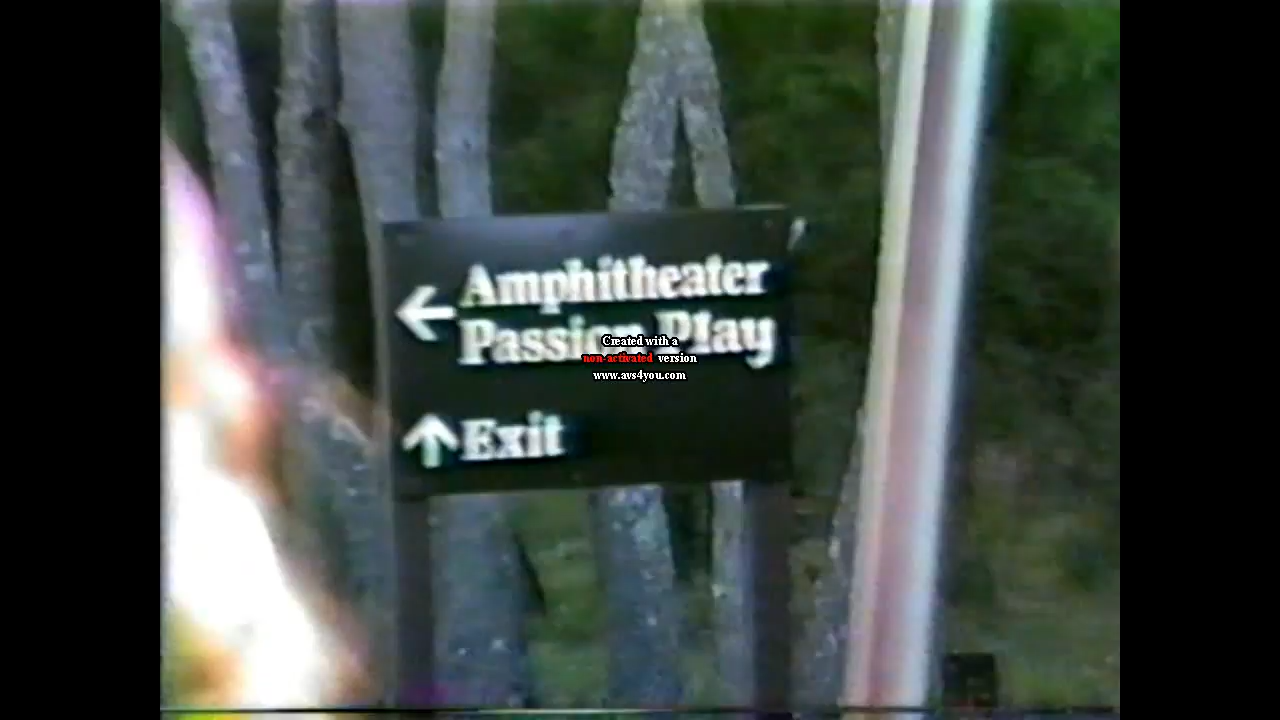 Amphitheater
Passion Play
Exit
Created with a
non-activated version
www.avs4you.com